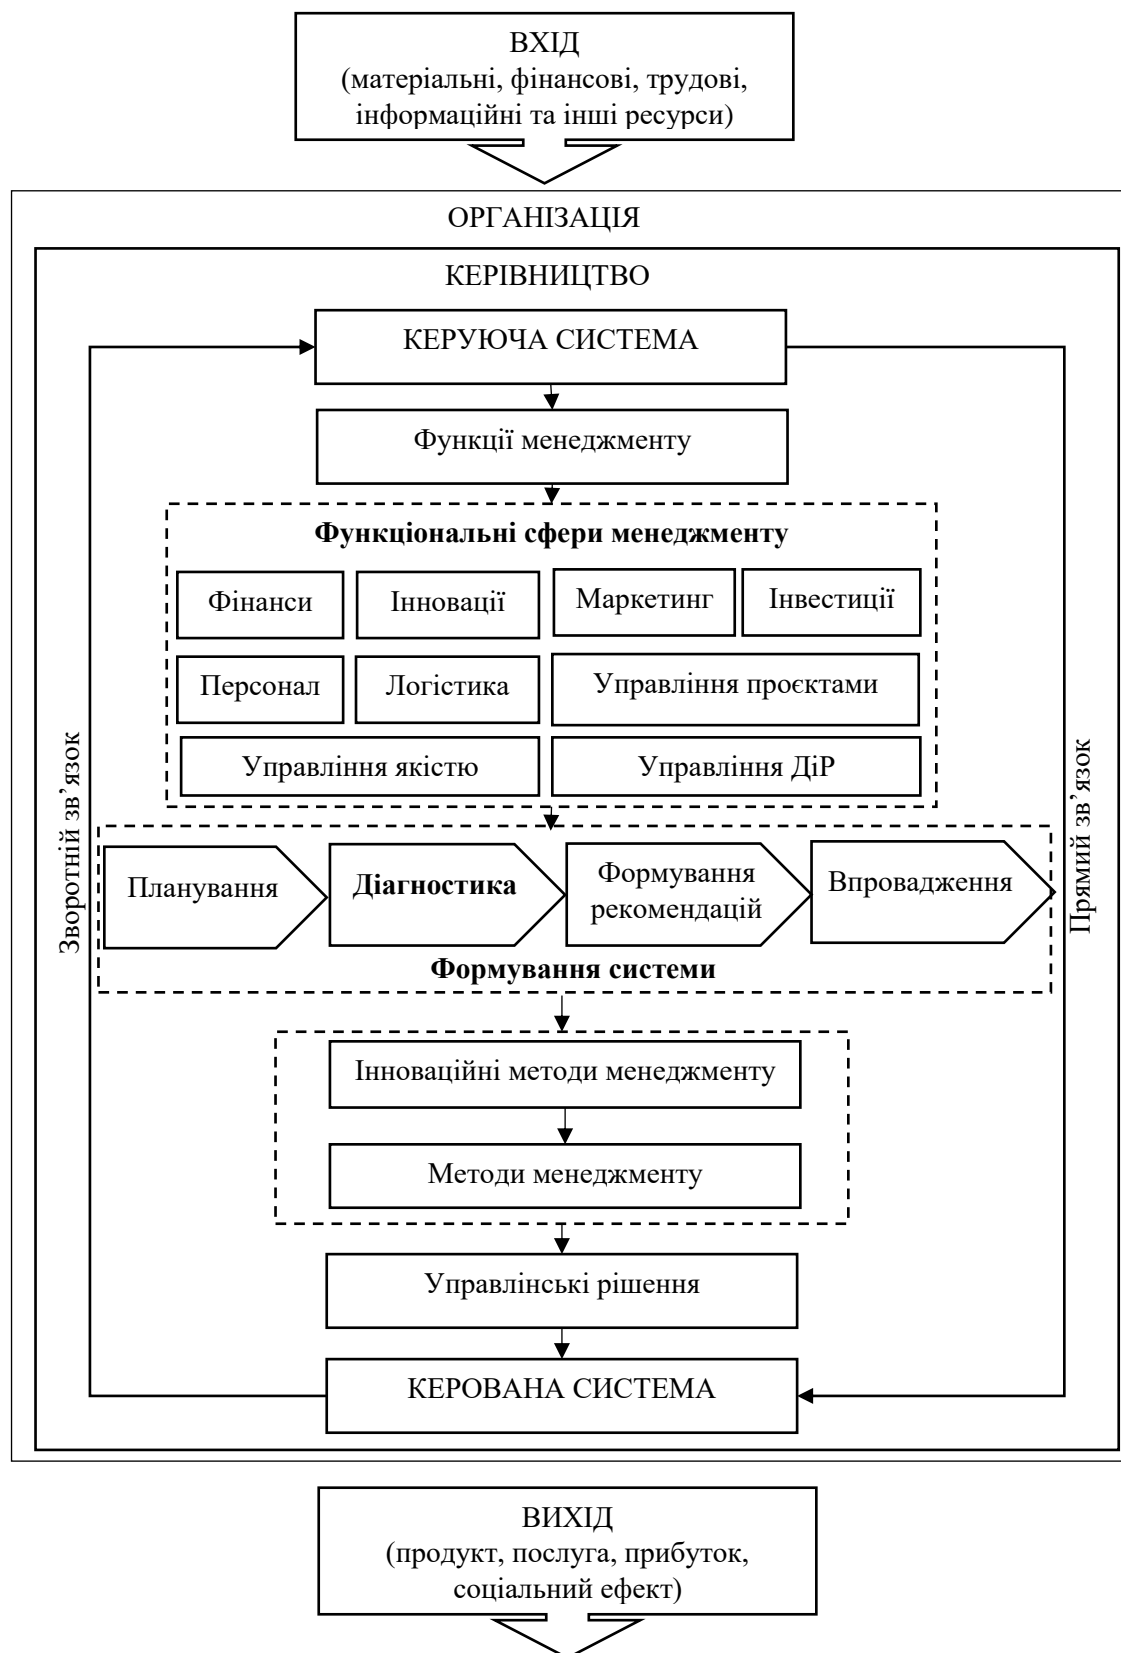 ВХІД
(матеріальні, фінансові, трудові,
інформаційні та інші ресурси)
ОРГАНІЗАЦІЯ
КЕРІВНИЦТВО
КЕРУЮЧА СИСТЕМА
Функції менеджменту
Функціональні сфери менеджменту
Фінанси
Інновації
Маркетинг
Інвестиції
Персонал
Логістика
Управління проєктами
Управління якістю
Управління ДіР
Зворотній зв’язок
Прямий зв’язок
Планування
Діагностика
Формування
рекомендацій
Впровадження
Формування системи
Інноваційні методи менеджменту
Методи менеджменту
Управлінські рішення
КЕРОВАНА СИСТЕМА
ВИХІД
(продукт, послуга, прибуток,
соціальний ефект)